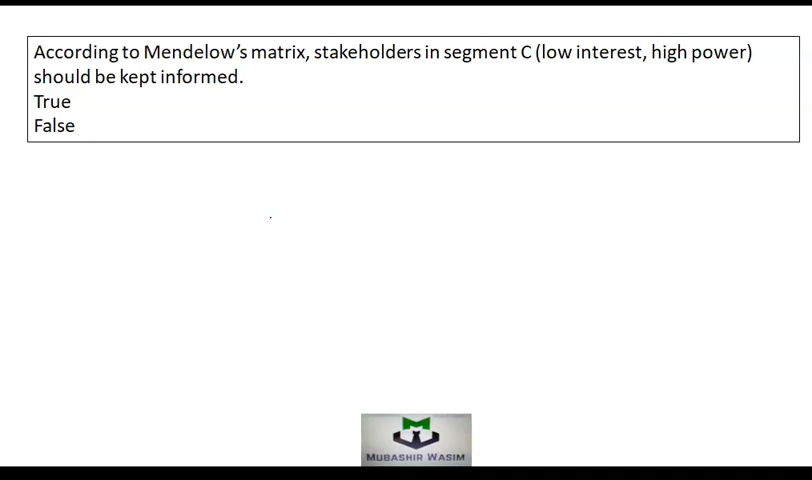 According to Mendelow's matrix, stakeholders in segment C (low interest, high power)
should be kept informed.
True
False
MUBASHIR WASIM